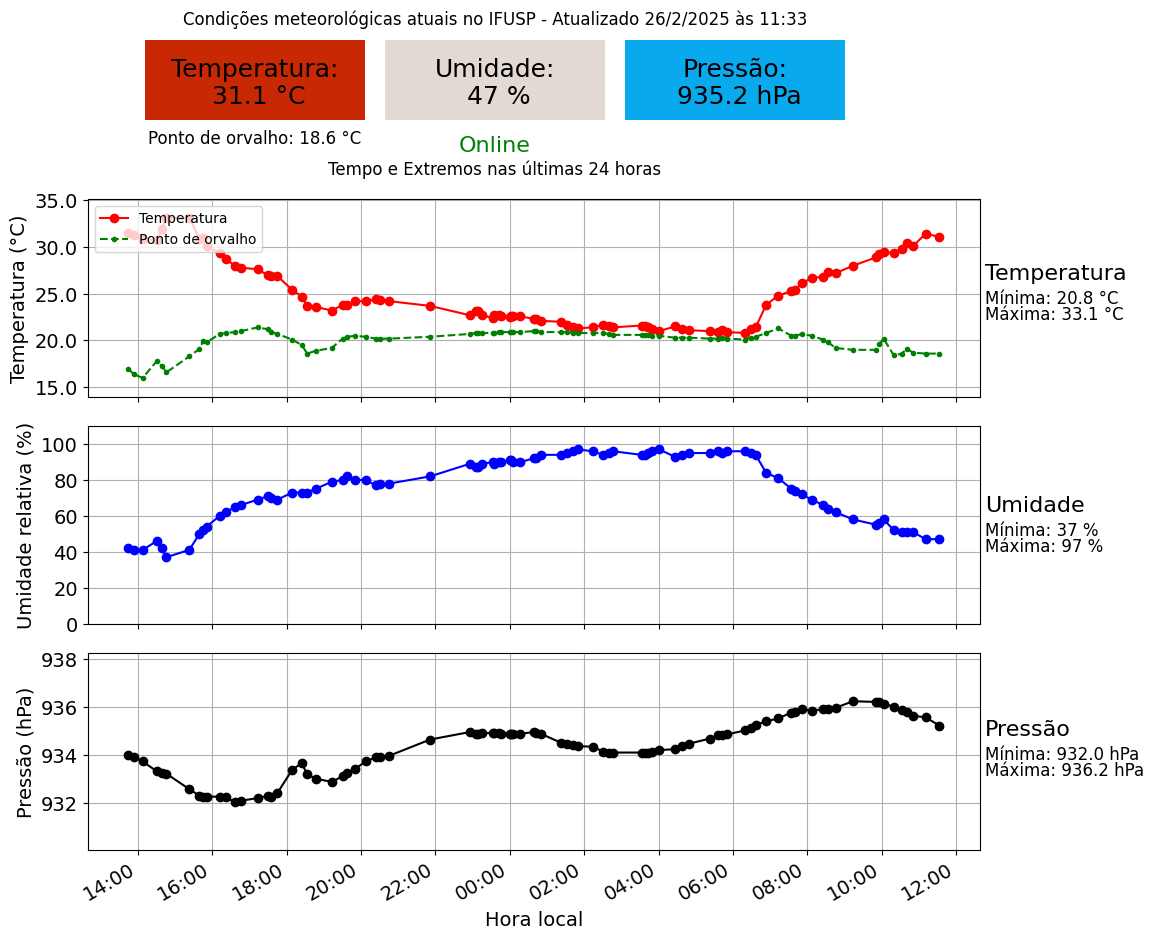 Condições meteorológicas atuais no IFUSP - Atualizado 26/2/2025 às 11:33
Temperatura:
31.1 °C
Umidade:
47 %
Pressão:
935.2 hPa
Ponto de orvalho: 18.6 °C
Online
Tempo e Extremos nas últimas 24 horas
Temperatura (°C)
35.0
30.0
25.0
20.0
15.0
Temperatura
Ponto de orvalho
Temperatura
Mínima: 20.8 °C
Máxima: 33.1 °C
Umidade relativa (%)
100
80
60
40
20
0
Umidade
Mínima: 37 %
Máxima: 97 %
Pressão (hPa)
938
936
934
932
Pressão
Mínima: 932.0 hPa
Máxima: 936.2 hPa
14:00 16:00 18:00 20:00 22:00 00:00 02:00 04:00 06:00 08:00 10:00 12:00
Hora local